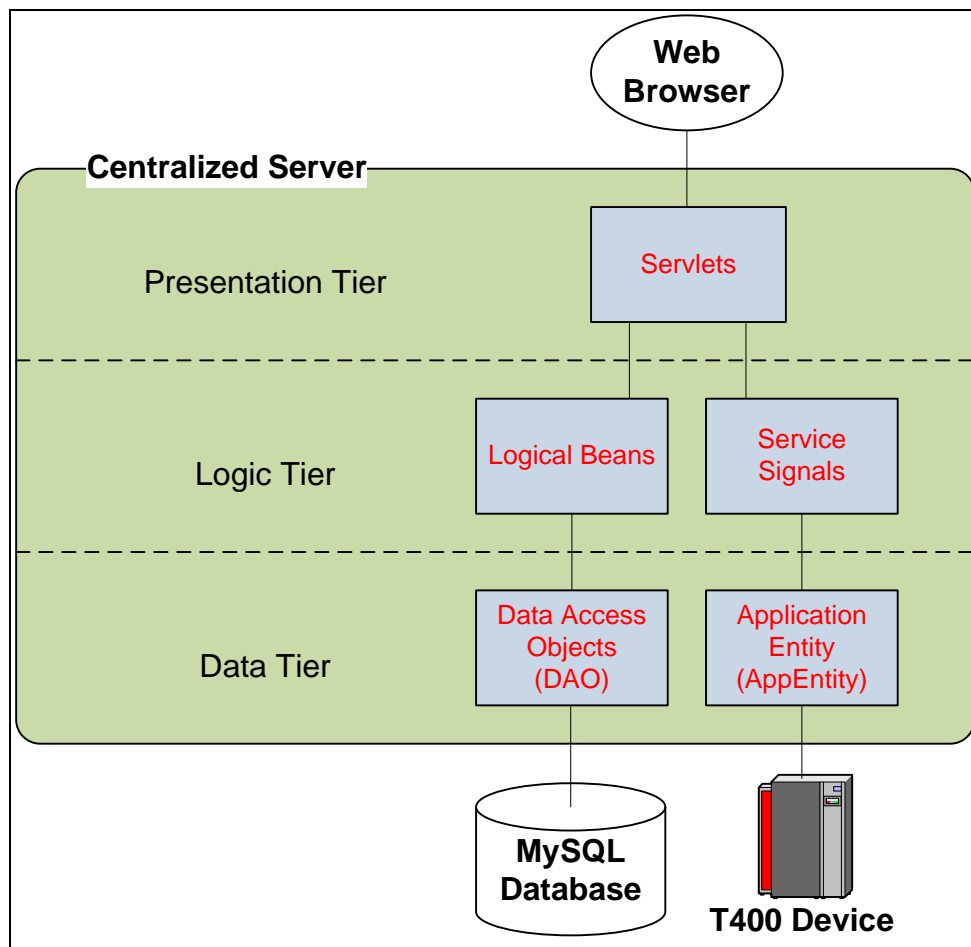 Web
Browser
Centralized Server
Servlets
Presentation Tier
Logical Beans
Service
Signals
Logic Tier
Data Access
Objects
(DAO)
Application
Entity
(AppEntity)
Data Tier
MySQL
Database
T400 Device